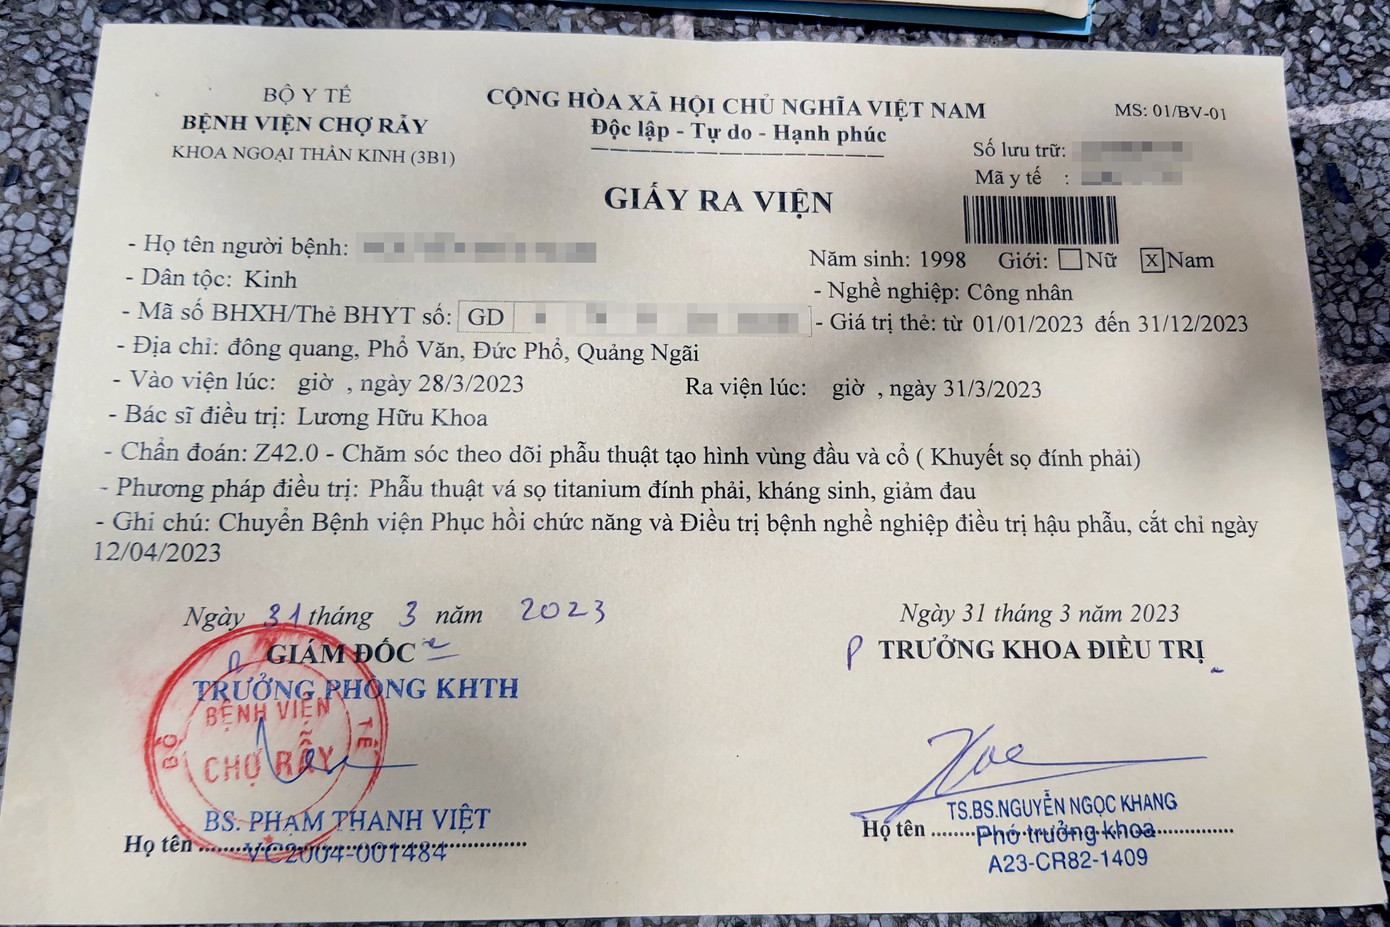 BỘ Y TẾ
BỆNH VIỆN CHỢ RẪY
KHOA NGOẠI THẦN KINH (3B1)
CỘNG HÒA XÃ HỘI CHỦ NGHĨA VIỆT NAM
Độc lập - Tự do - Hạnh phúc
MS: 01/BV-01
Số lưu trữ:
Mã y tế :
GIẤY RA VIỆN
- Họ tên người bệnh:
Năm sinh: 1998 Giới: Nữ X Nam
- Dân tộc: Kinh
- Nghề nghiệp: Công nhân
- Mã số BHXH/Thẻ BHYT số: GD
- Giá trị thẻ: từ 01/01/2023 đến 31/12/2023
- Địa chỉ: đông quang, Phổ Văn, Đức Phổ, Quảng Ngãi
- Vào viện lúc: giờ , ngày 28/3/2023 Ra viện lúc: giờ , ngày 31/3/2023
- Bác sĩ điều trị: Lương Hữu Khoa
- Chẩn đoán: Z42.0 - Chăm sóc theo dõi phẫu thuật tạo hình vùng đầu và cổ ( Khuyết sọ đính phải)
- Phương pháp điều trị: Phẫu thuật vá sọ titanium đính phải, kháng sinh, giảm đau
- Ghi chú: Chuyển Bệnh viện Phục hồi chức năng và Điều trị bệnh nghề nghiệp điều trị hậu phẫu, cắt chỉ ngày
12/04/2023
Ngày 31 tháng 3 năm 2023
GIÁM ĐỐC
TRƯỞNG PHÒNG KHTH
BỘ Y TẾ
BỆNH VIỆN
CHỢ RẪY
BS. PHẠM THANH VIỆT
Họ tên
VC2004-001484
Ngày 31 tháng 3 năm 2023
P TRƯỞNG KHOA ĐIỀU TRỊ
TS.BS.NGUYỄN NGỌC KHANG
Họ tên
Phó trưởng khoa
A23-CR82-1409